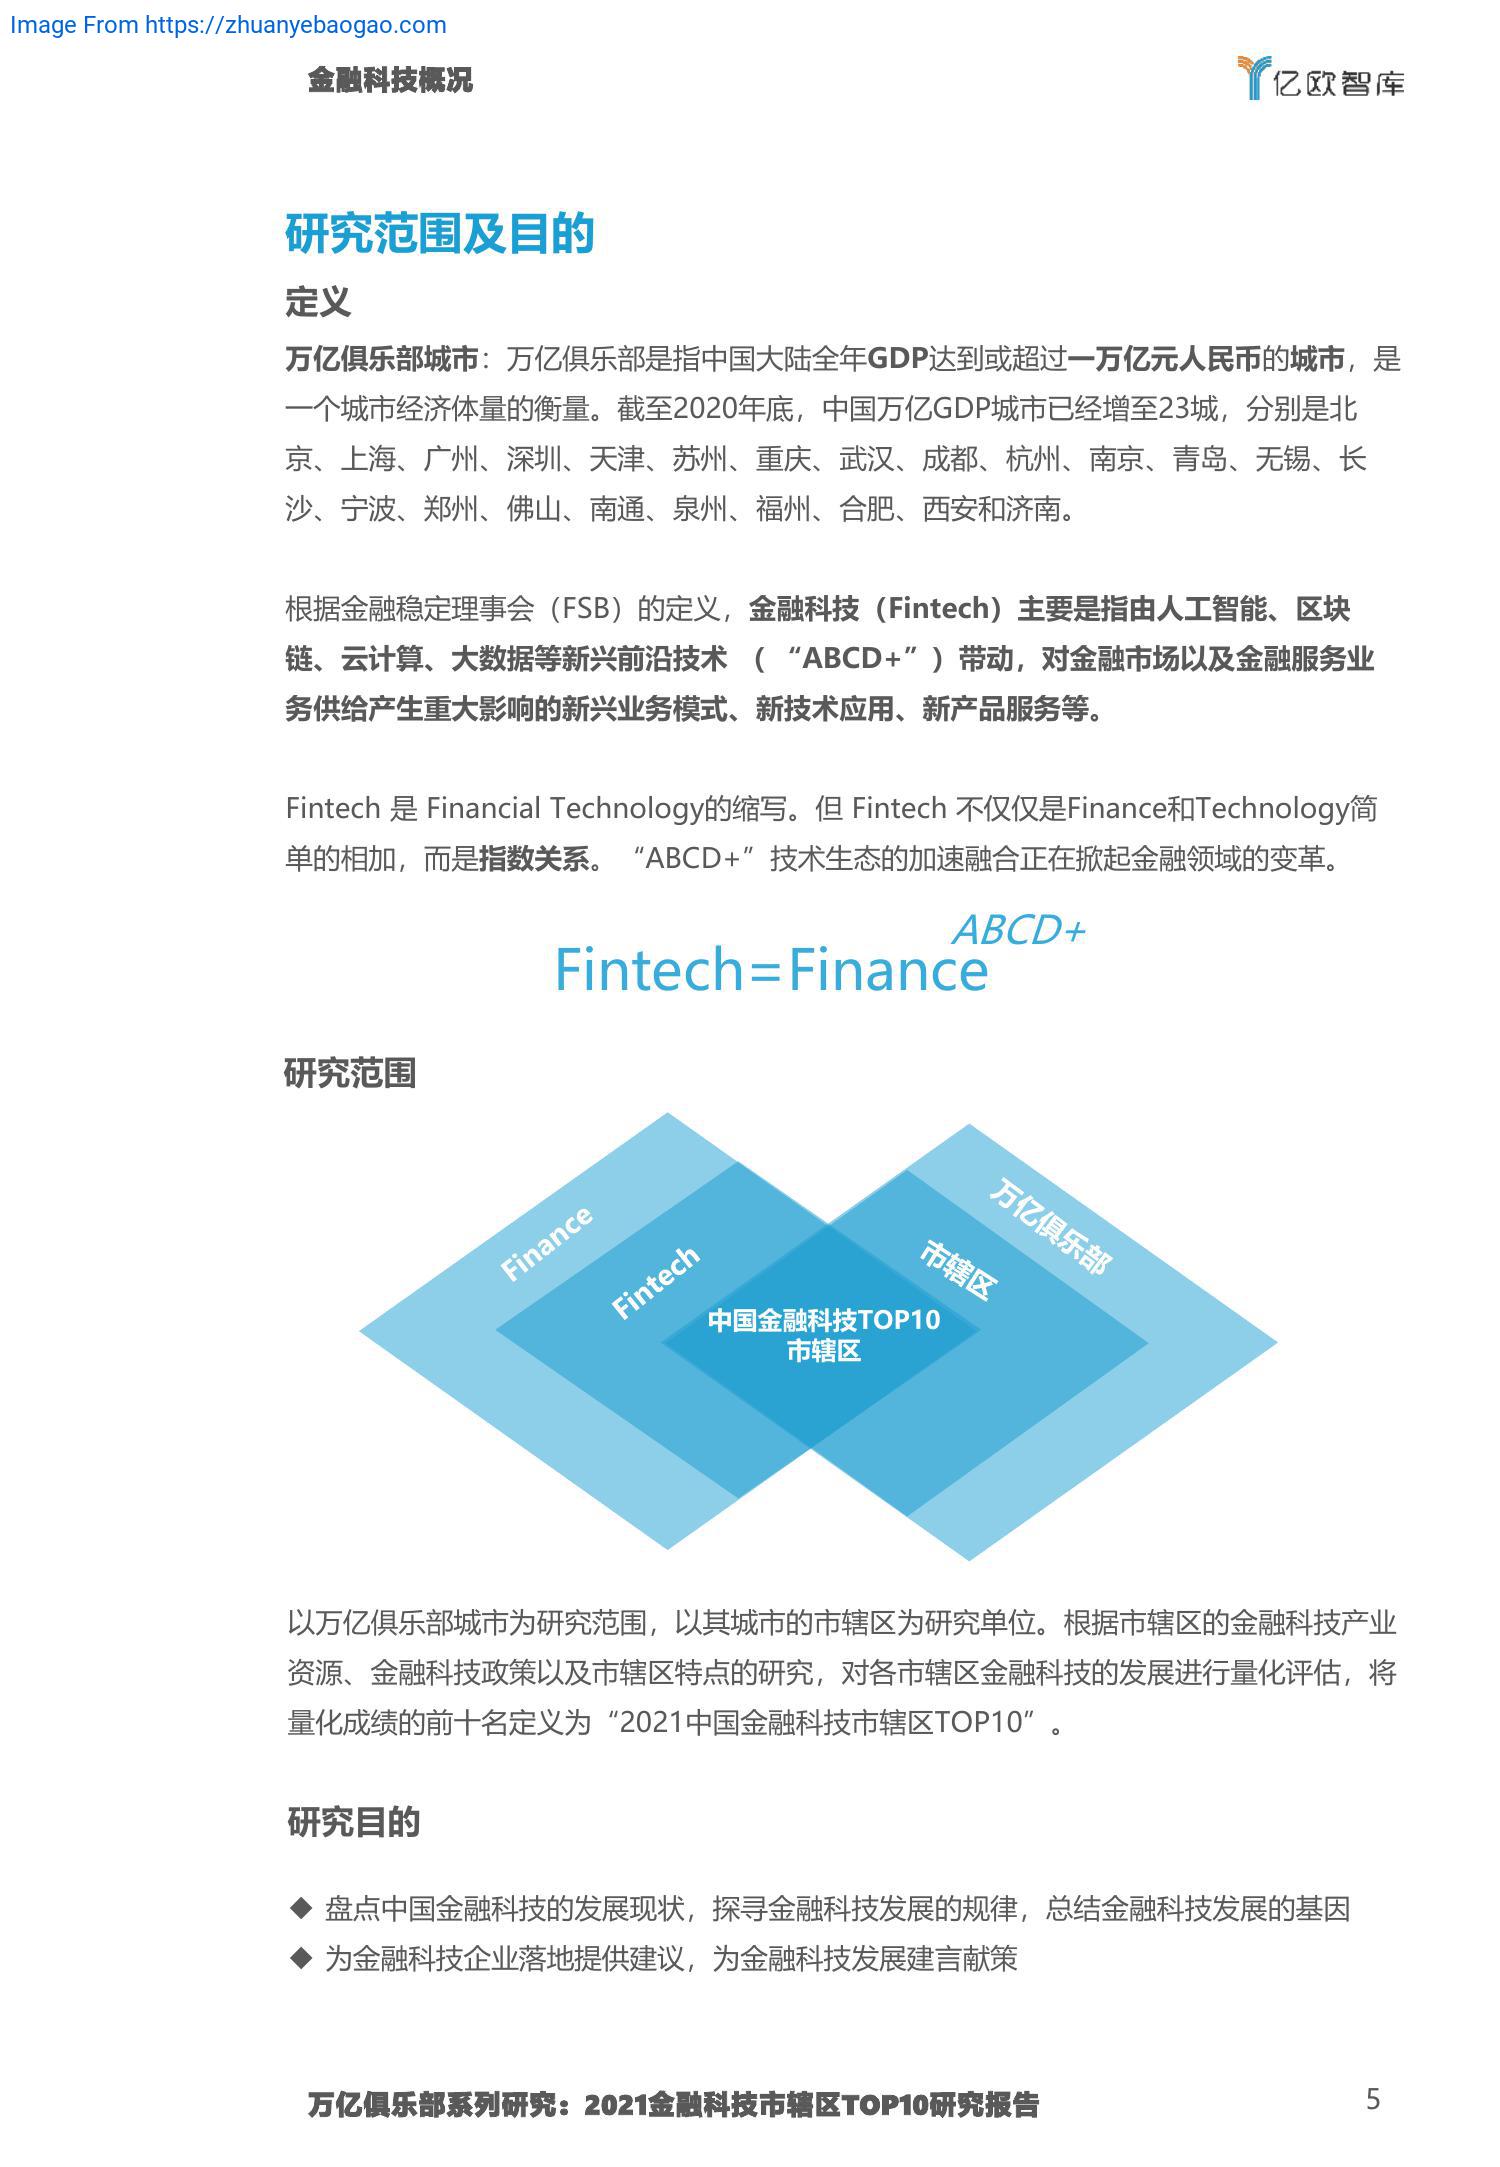 Image From https://zhuanyebaogao.com
金融科技概况
亿欧智库
研究范围及目的
定义
万亿俱乐部城市：万亿俱乐部是指中国大陆全年GDP达到或超过一万亿元人民币的城市，是
一个城市经济体量的衡量。截至2020年底，中国万亿GDP城市已经增至23城，分别是北
京、上海、广州、深圳、天津、苏州、重庆、武汉、成都、杭州、南京、青岛、无锡、长
沙、宁波、郑州、佛山、南通、泉州、福州、合肥、西安和济南。
根据金融稳定理事会（FSB）的定义，金融科技（Fintech）主要是指由人工智能、区块
链、云计算、大数据等新兴前沿技术 （ “ABCD+” ）带动，对金融市场以及金融服务业
务供给产生重大影响的新兴业务模式、新技术应用、新产品服务等。
Fintech 是 Financial Technology的缩写。但 Fintech 不仅仅是Finance和Technology简
单的相加，而是指数关系。 “ABCD+” 技术生态的加速融合正在掀起金融领域的变革。
ABCD+
Fintech=Finance
研究范围
Finance
Fintech
市辖区
万亿俱乐部
中国金融科技TOP10
市辖区
以万亿俱乐部城市为研究范围，以其城市的市辖区为研究单位。根据市辖区的金融科技产业
资源、金融科技政策以及市辖区特点的研究，对各市辖区金融科技的发展进行量化评估，将
量化成绩的前十名定义为“2021中国金融科技市辖区TOP10” 。
研究目的
◆ 盘点中国金融科技的发展现状，探寻金融科技发展的规律，总结金融科技发展的基因
◆ 为金融科技企业落地提供建议，为金融科技发展建言献策
万亿俱乐部系列研究：2021金融科技市辖区TOP10研究报告
5